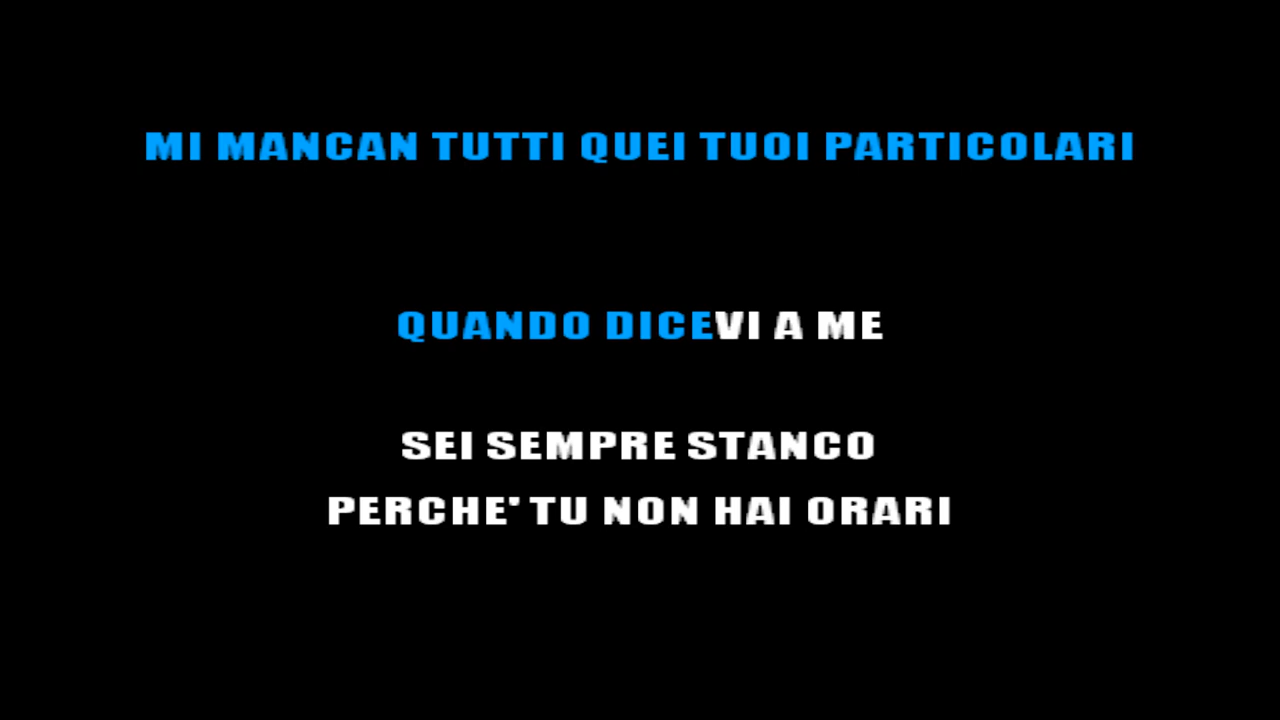 MI MANCAN TUTTI QUEI TUOI PARTICOLARI
QUANDO DICEVI A ME
SEI SEMPRE STANCO
PERCHE' TU NON HAI ORARI